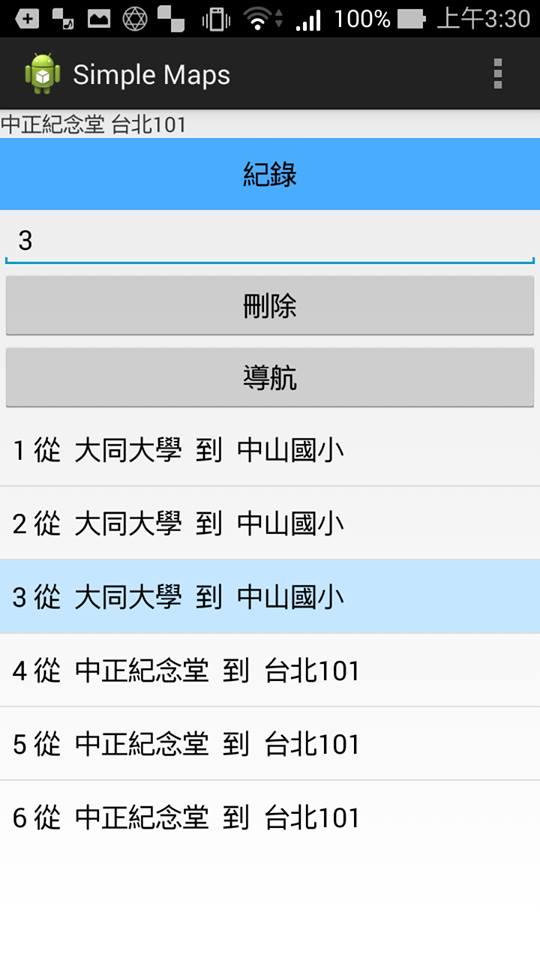 100% 上午3:30
Simple Maps
中正紀念堂 台北101
紀錄
3
刪除
導航
1 從 大同大學 到 中山國小
2 從 大同大學 到 中山國小
3 從 大同大學 到 中山國小
4 從 中正紀念堂 到 台北101
5 從 中正紀念堂 到 台北101
6 從 中正紀念堂 到 台北101